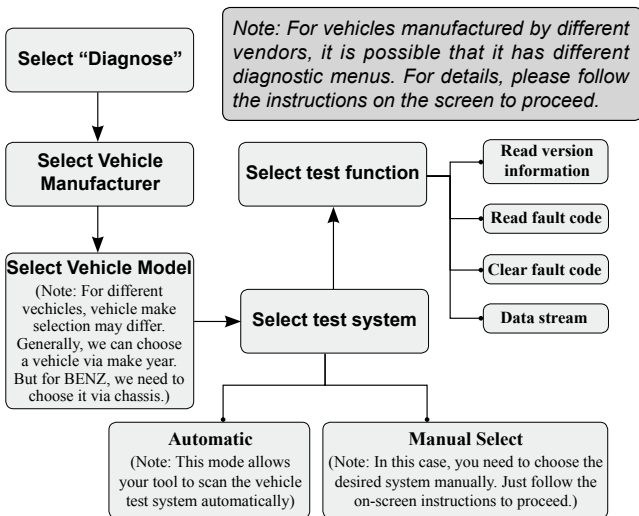 Select “Diagnose”
Note: For vehicles manufactured by different
vendors, it is possible that it has different
diagnostic menus. For details, please follow
the instructions on the screen to proceed.
Select Vehicle
Manufacturer
Select test function
Read version
information
Read fault code
Clear fault code
Data stream
Select Vehicle Model
(Note: For different
vechicles, vehicle make
selection may differ.
Generally, we can choose
a vehicle via make year.
But for BENZ, we need to
choose it via chassis.)
Select test system
Automatic
(Note: This mode allows
your tool to scan the vehicle
test system automatically)
Manual Select
(Note: In this case, you need to choose the
desired system manually. Just follow the
on-screen instructions to proceed.)